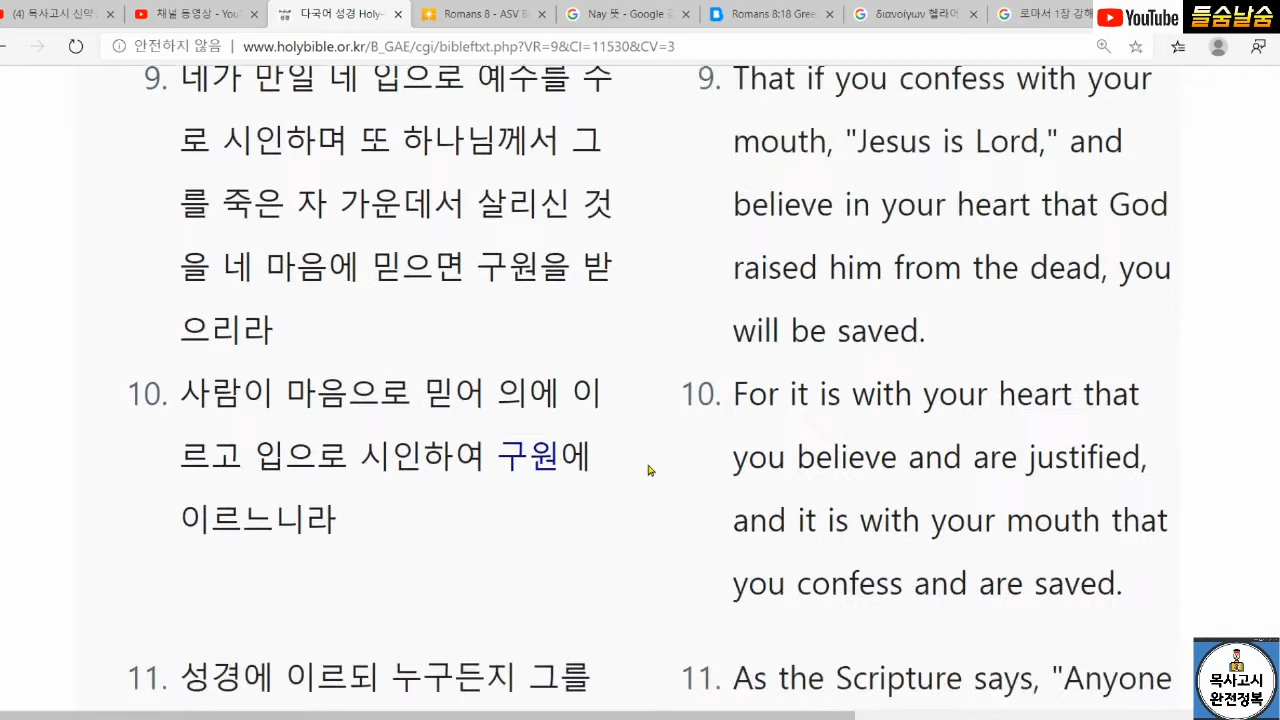 (4) 목사고시 신약
채널 동영상 - You
다국어 성경 Holy-
Romans 8
Nay 뜻 - Google
Romans 8:18 Gree
διανοίγων 헬라어
로마서 1장 강해
YouTube
들숨날숨
안전하지 않음 | www.holybible.or.kr/B_GAE/cgi/bibleftxt.php?VR=9&CI=11530&CV=3
9. 네가 만일 네 입으로 예수를 수
로 시인하며 또 하나님께서 그
를 죽은 자 가운데서 살리신 것
을 네 마음에 믿으면 구원을 받
으리라
10. 사람이 마음으로 믿어 의에 이
르고 입으로 시인하여 구원에
이르느니라
11. 성경에 이르되 누구든지 그를
9. That if you confess with your
mouth, "Jesus is Lord," and
believe in your heart that God
raised him from the dead, you
will be saved.
10. For it is with your heart that
you believe and are justified,
and it is with your mouth that
you confess and are saved.
11. As the Scripture says, "Anyone
목사고시
완전정복